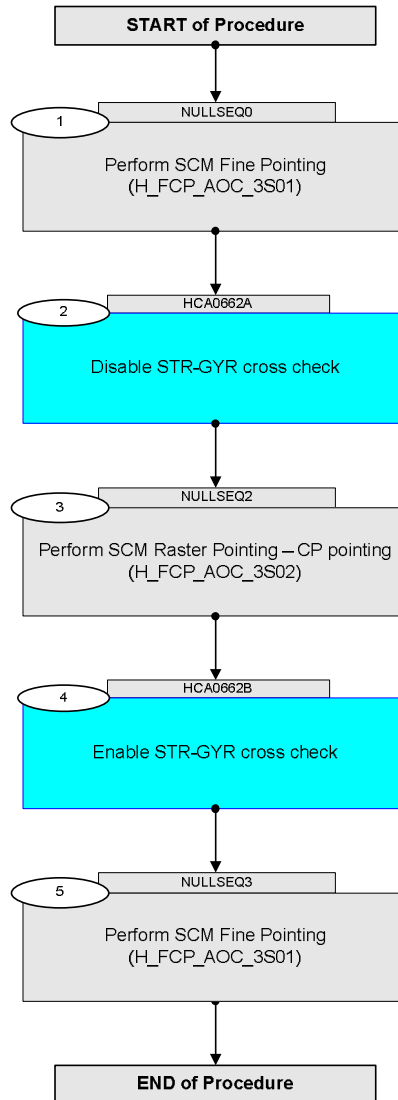 START of Procedure
NULLSEQ0
1
Perform SCM Fine Pointing
(H_FCP_AOC_3S01)
HCA0662A
2
Disable STR-GYR cross check
NULLSEQ2
3
Perform SCM Raster Pointing – CP pointing
(H_FCP_AOC_3S02)
HCA0662B
4
Enable STR-GYR cross check
NULLSEQ3
5
Perform SCM Fine Pointing
(H_FCP_AOC_3S01)
END of Procedure